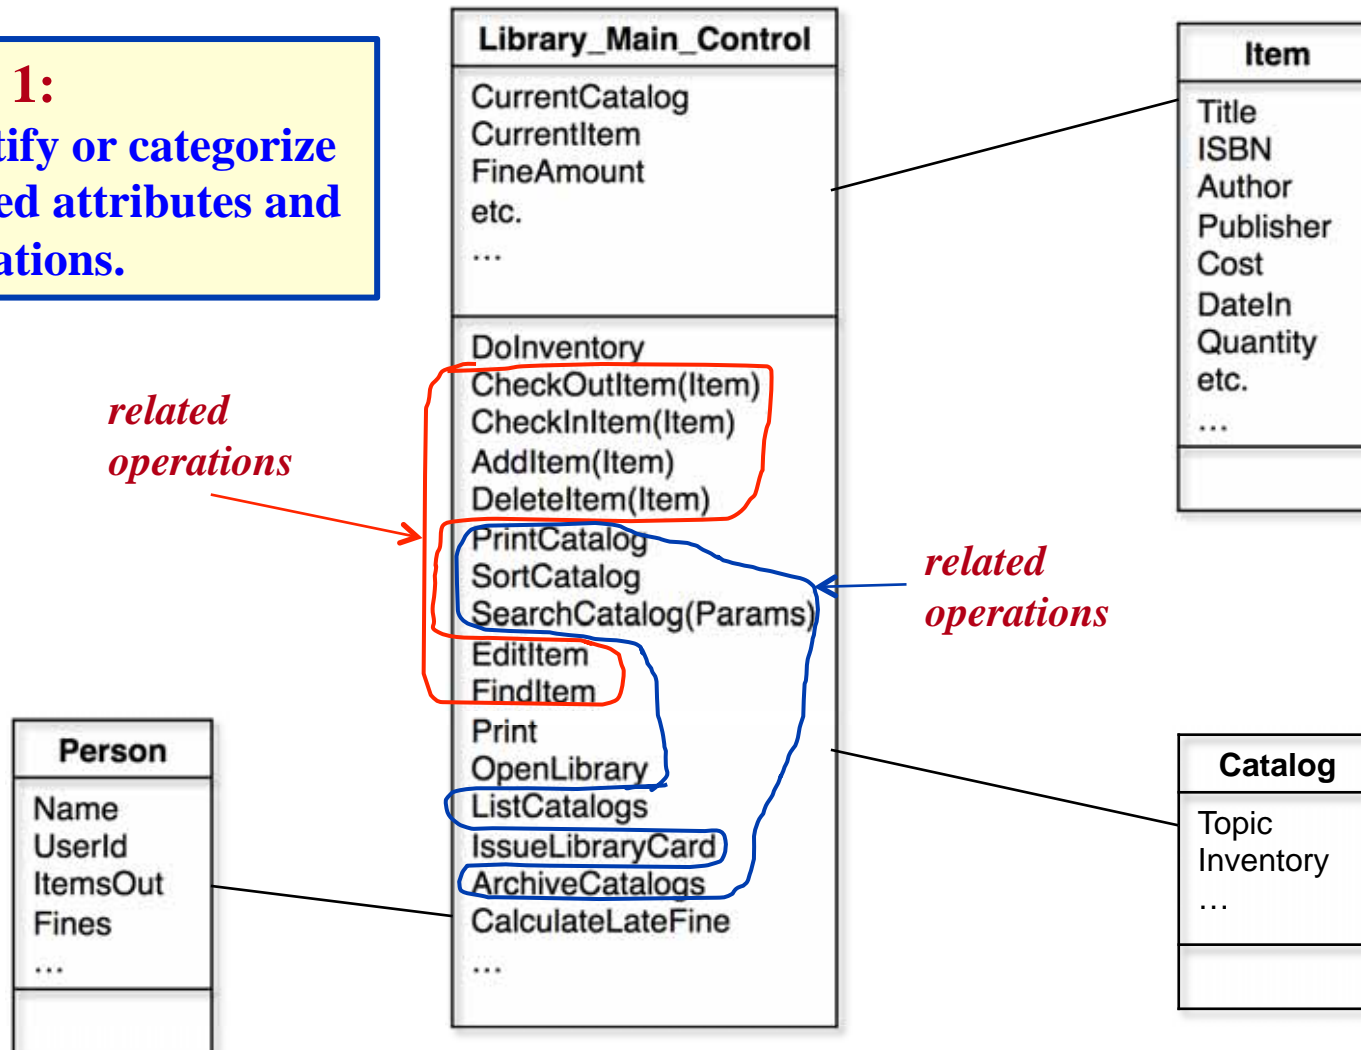 1:
tify or categorize
ed attributes and
ations.
Library_Main_Control
CurrentCatalog
CurrentItem
FineAmount
etc.
...
DoInventory
CheckOutItem(Item)
CheckInItem(Item)
AddItem(Item)
DeleteItem(Item)
PrintCatalog
SortCatalog
SearchCatalog(Params)
EditItem
FindItem
Print
OpenLibrary
ListCatalogs
IssueLibraryCard
ArchiveCatalogs
CalculateLateFine
...
Item
Title
ISBN
Author
Publisher
Cost
DateIn
Quantity
etc.
...
related
operations
related
operations
Person
Name
UserId
ItemsOut
Fines
...
Catalog
Topic
Inventory
...